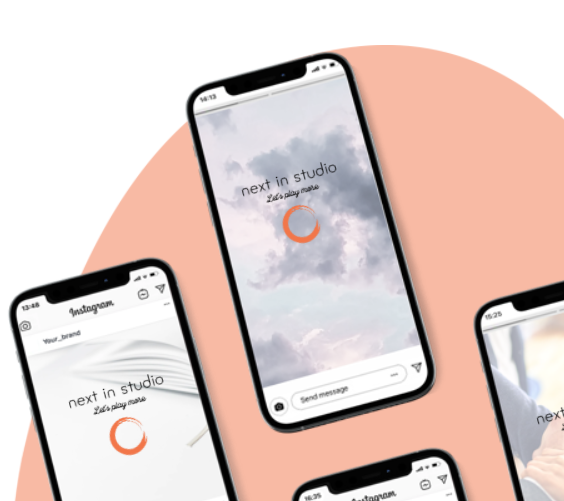 14:13
next in studio
Let's play more
Send message
13:48
Instagram
Your_brand
next in studio
Let's play more
15:25
next
16:35
Instagram